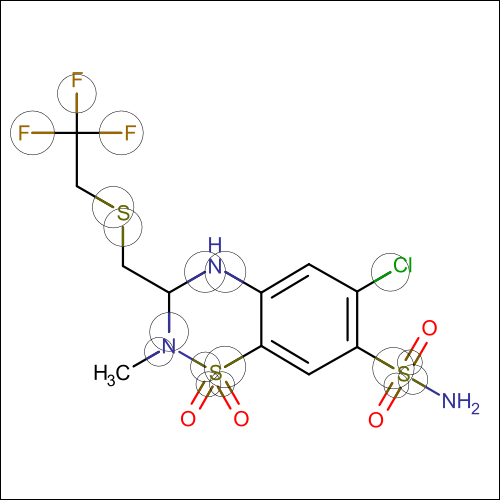 F
F F
S
H
N Cl
O
N S S
H₃C NH₂
O O O